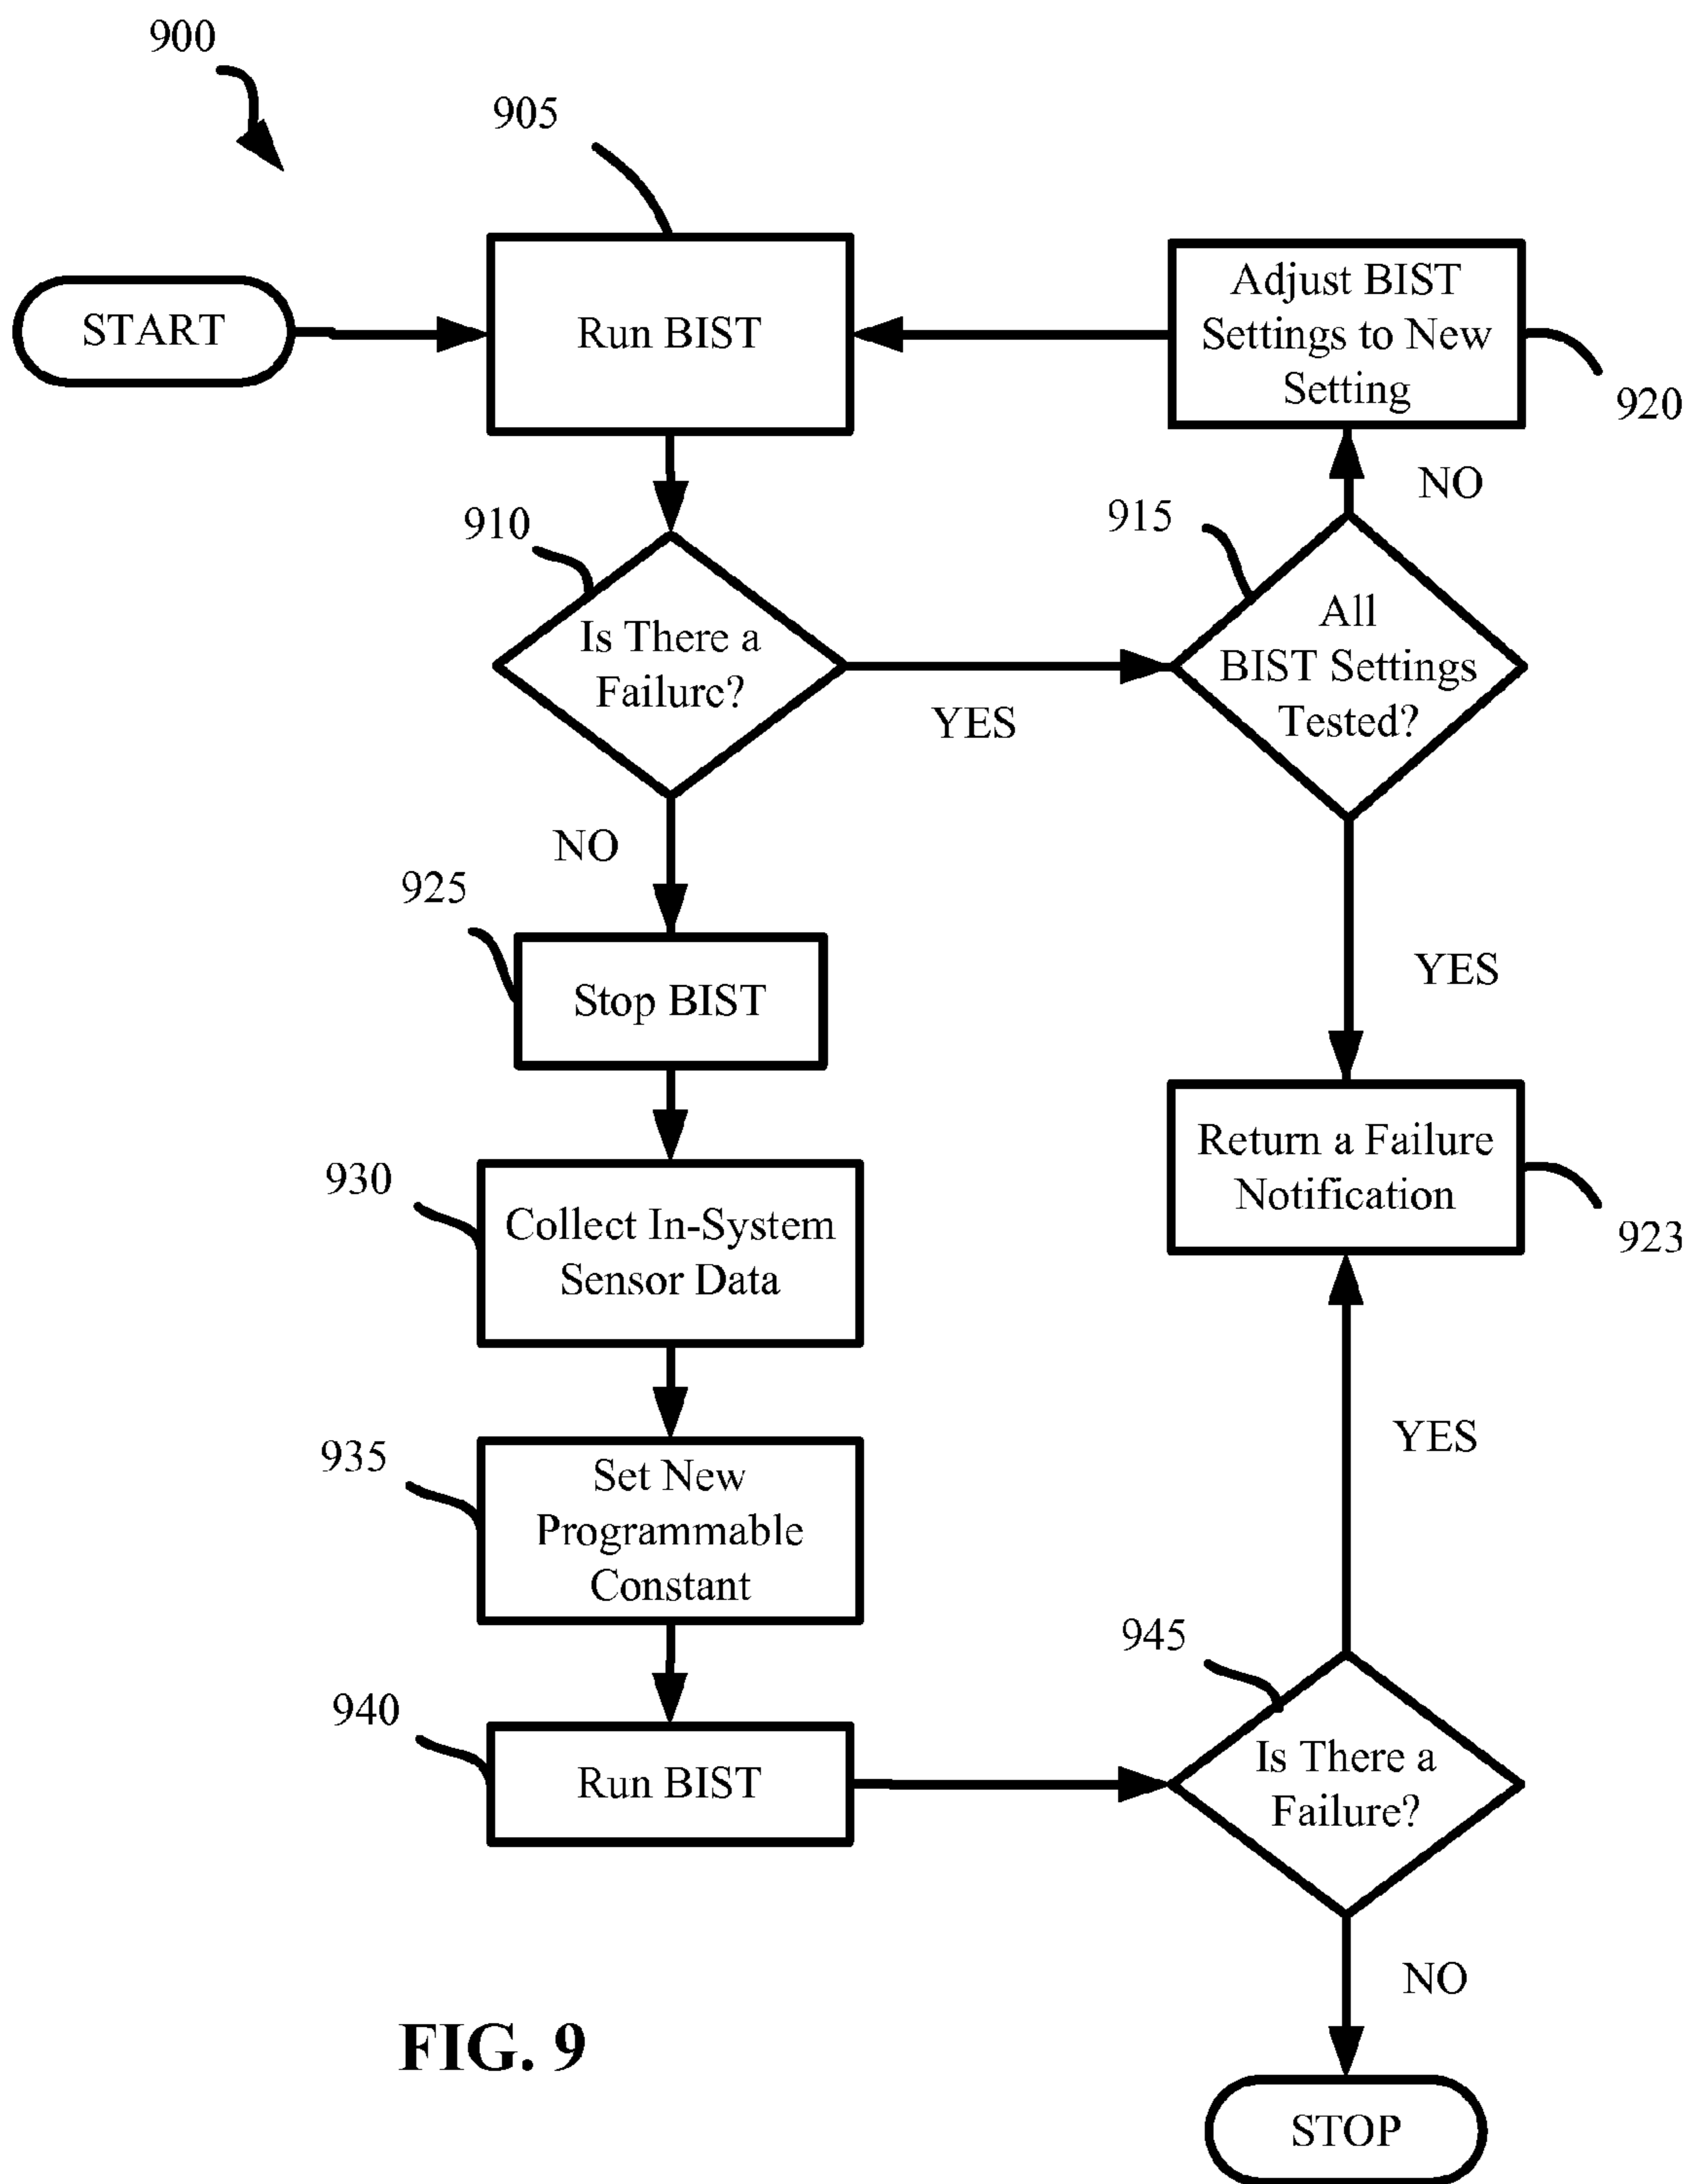 900
905
START
Run BIST
Adjust BIST
Settings to New
Setting
920
NO
910
915
Is There a
Failure?
YES
All
BIST Settings
Tested?
NO
925
Stop BIST
YES
930
Collect In-System
Sensor Data
Return a Failure
Notification
923
935
Set New
Programmable
Constant
YES
940
Run BIST
945
Is There a
Failure?
NO
FIG. 9
STOP